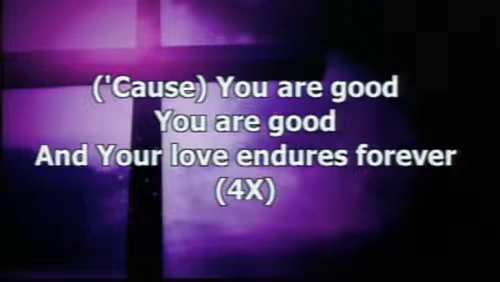 ('Cause) You are good
You are good
And Your love endures forever
(4X)